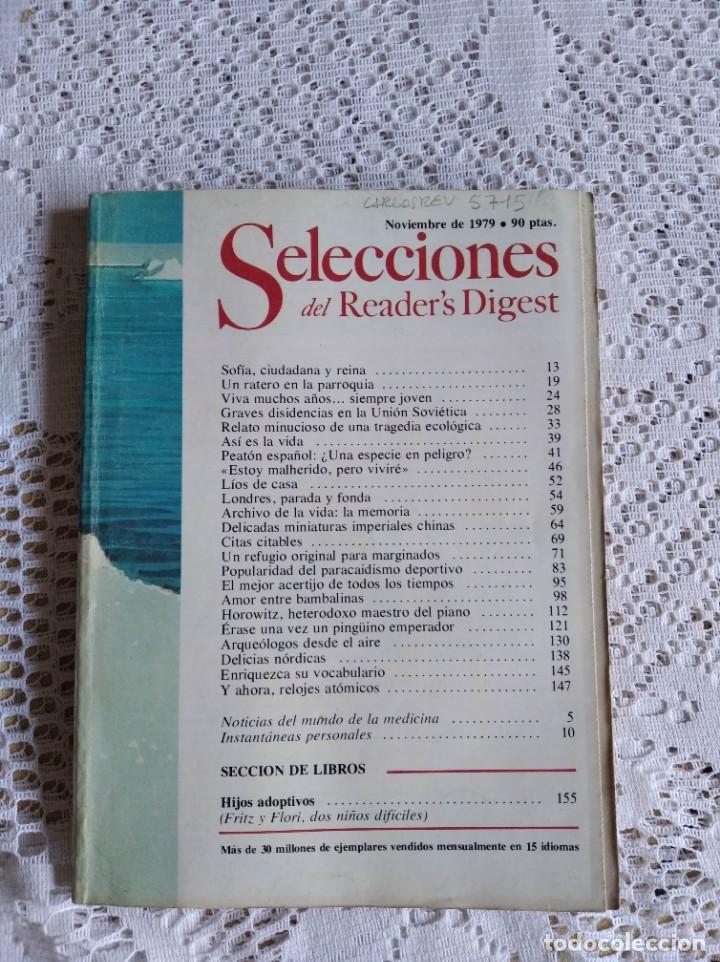 CARLOSREV 5715
Noviembre de 1979 • 90 ptas.
Selecciones
del Reader's Digest
Sofía, ciudadana y reina ........................ 13
Un ratero en la parroquia ........................ 19
Viva muchos años... siempre joven ................ 24
Graves disidencias en la Unión Soviética ........ 28
Relato minucioso de una tragedia ecológica ....... 33
Así es la vida ................................ 39
Peatón español: ¿Una especie en peligro? ......... 41
«Estoy malherido, pero viviré» .................. 46
Líos de casa ................................ 52
Londres, parada y fonda ........................ 54
Archivo de la vida: la memoria .................. 59
Delicadas miniaturas imperiales chinas ............ 64
Citas citables ................................ 69
Un refugio original para marginados .............. 71
Popularidad del paracaidismo deportivo ........... 83
El mejor acertijo de todos los tiempos ............ 95
Amor entre bambalinas ........................ 98
Horowitz, heterodoxo maestro del piano ......... 112
Érase una vez un pingüino emperador ............ 121
Arqueólogos desde el aire ...................... 130
Delicias nórdicas ............................ 138
Enriquezca su vocabulario ...................... 145
Y ahora, relojes atómicos ...................... 147
Noticias del mundo de la medicina .............. 5
Instantáneas personales ........................ 10
SECCION DE LIBROS
Hijos adoptivos ................................ 155
(Fritz y Flori, dos niños difíciles)
Más de 30 millones de ejemplares vendidos mensualmente en 15 idiomas
todocoleccion